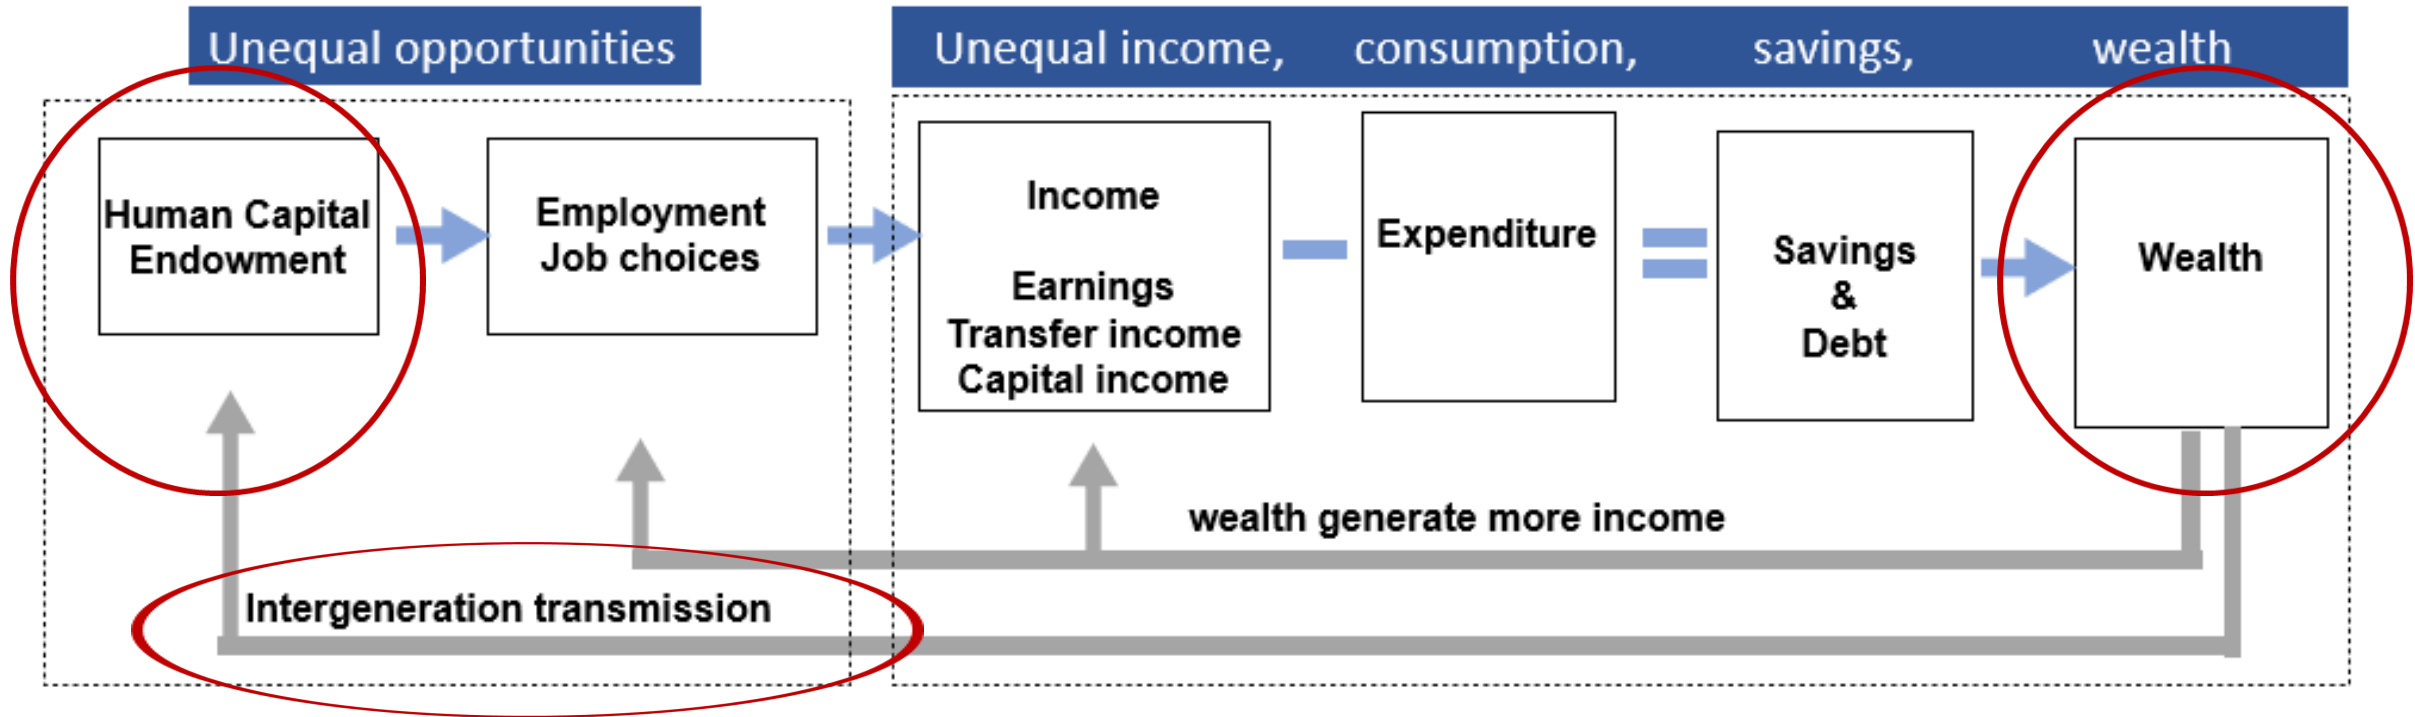 Unequal opportunities
Unequal income, consumption, savings, wealth
Human Capital
Endowment
Employment
Job choices
Income
Earnings
Transfer income
Capital income
Expenditure
Savings
&
Debt
Wealth
wealth generate more income
Intergeneration transmission